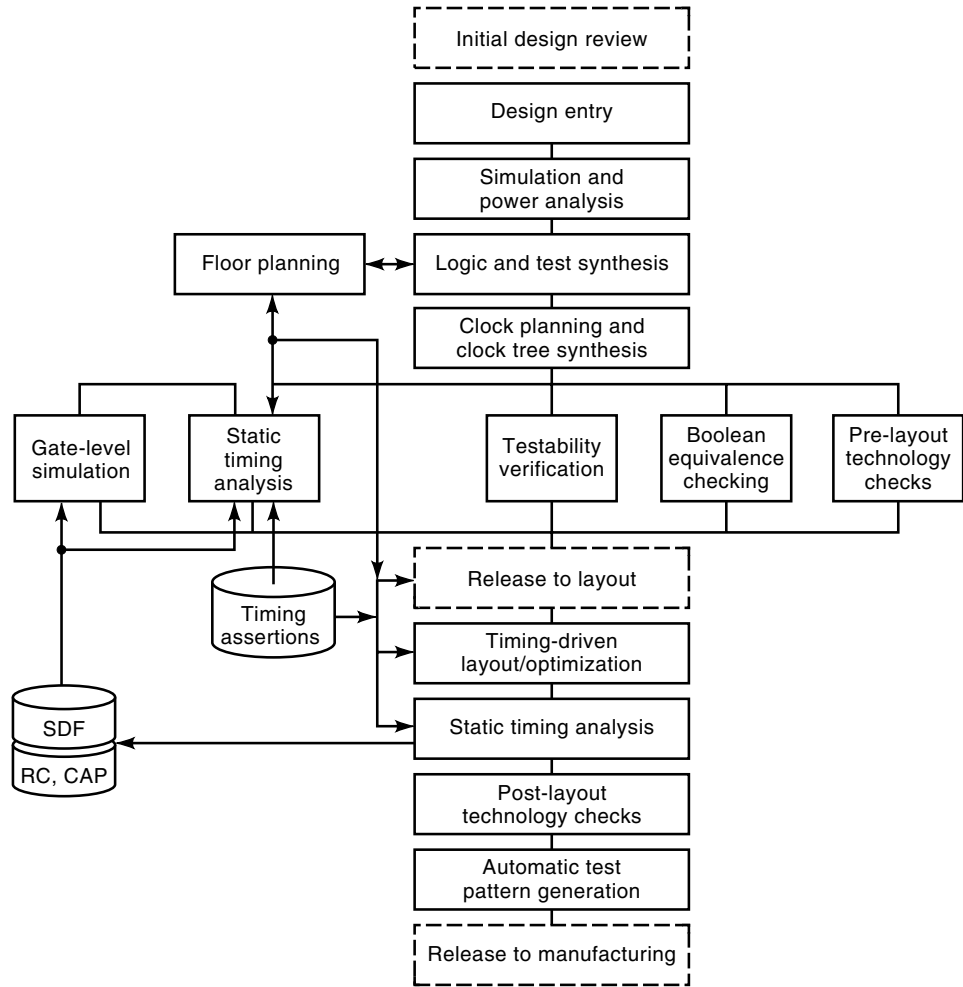 Initial design review
Design entry
Simulation and
power analysis
Floor planning
Logic and test synthesis
Clock planning and
clock tree synthesis
Gate-level
simulation
Static
timing
analysis
Testability
verification
Boolean
equivalence
checking
Pre-layout
technology
checks
Release to layout
Timing
assertions
Timing-driven
layout/optimization
SDF
RC, CAP
Static timing analysis
Post-layout
technology checks
Automatic test
pattern generation
Release to manufacturing